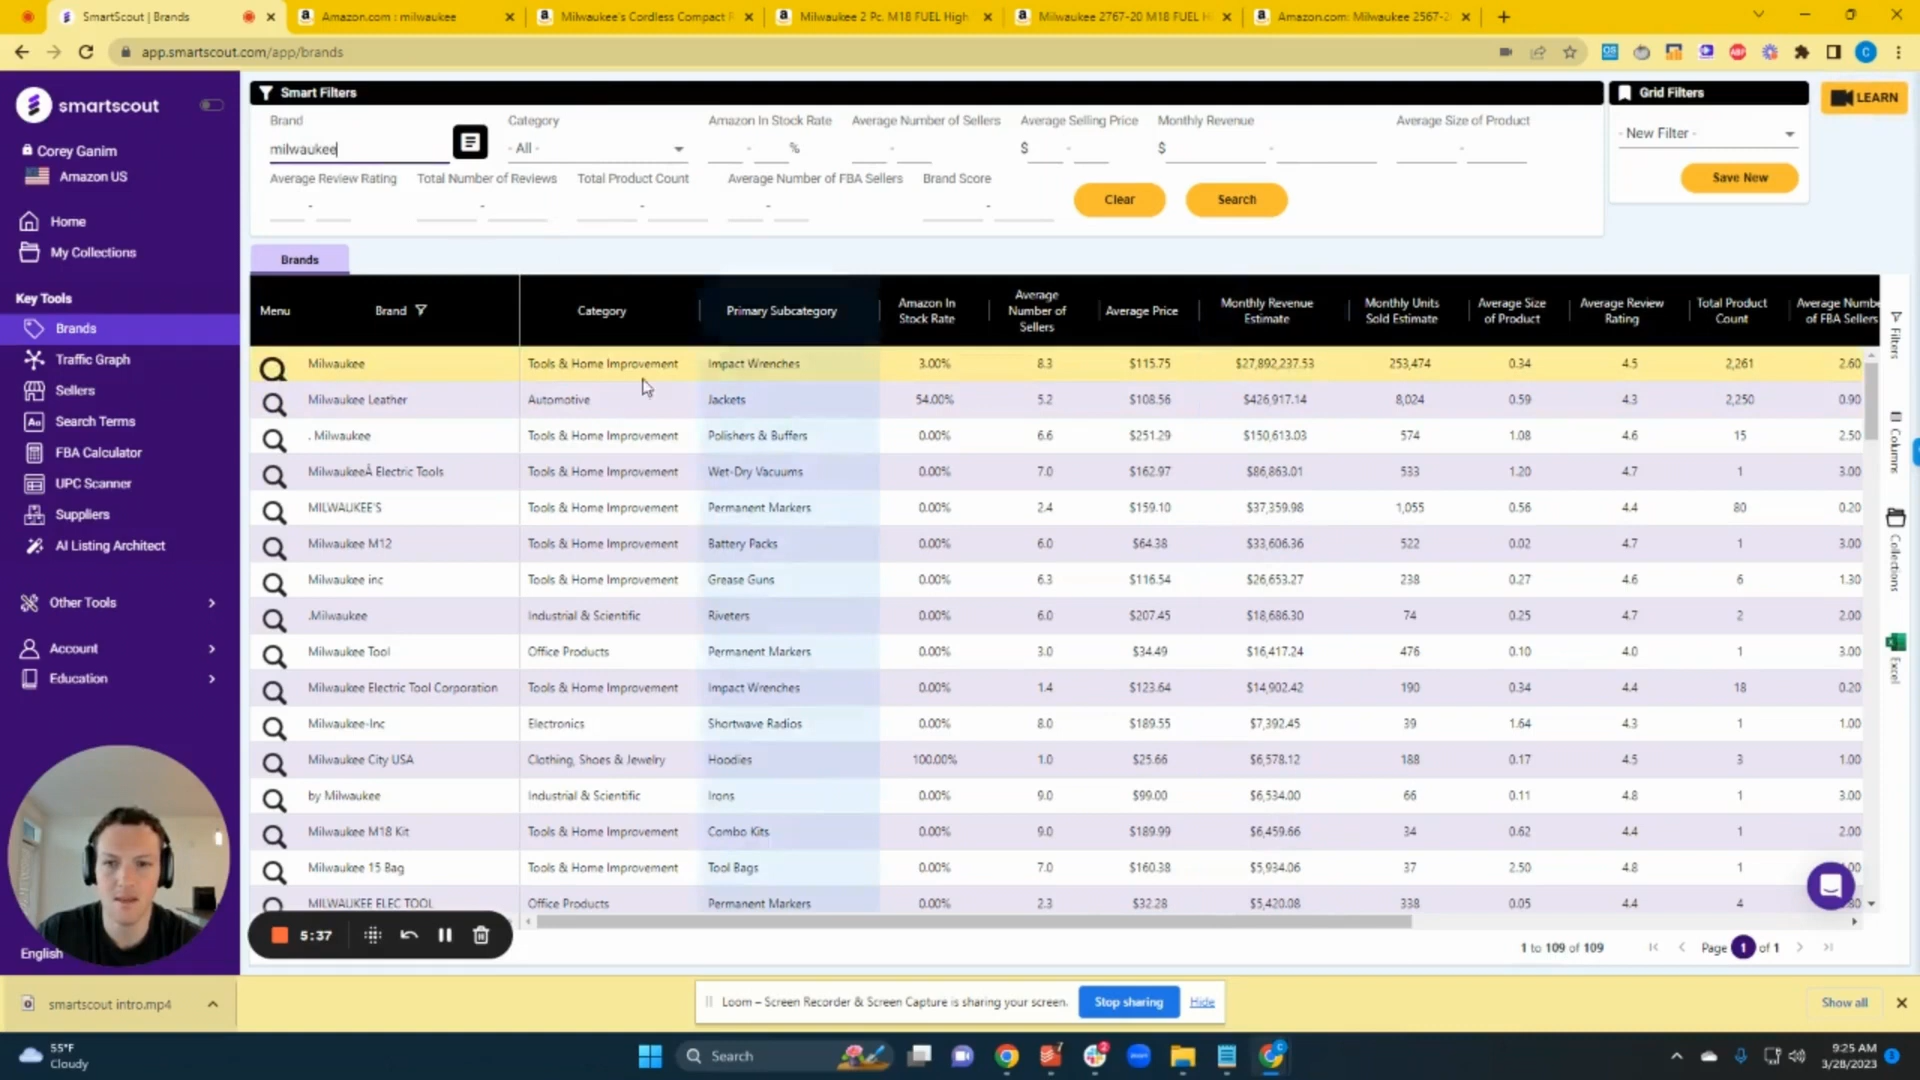 SmartScout | Brands
Amazon.com : milwaukee
Milwaukee's Cordless Compact
Milwaukee 2 Pc. M18 FUEL High
Milwaukee 2767-20 M18 FUEL H
Amazon.com: Milwaukee 2567-2
app.smartscout.com/app/brands
smartscout
Corey Ganim
Amazon US
Home
My Collections
Key Tools
Brands
Traffic Graph
Sellers
Search Terms
FBA Calculator
UPC Scanner
Suppliers
AI Listing Architect
Other Tools
Account
Education
English
Smart Filters
Brand
milwaukee
Category
- All -
Amazon In Stock Rate
- %
Average Number of Sellers
-
Average Selling Price
$ -
Monthly Revenue
$ -
Average Size of Product
-
Average Review Rating
-
Total Number of Reviews
-
Total Product Count
-
Average Number of FBA Sellers
-
Brand Score
-
Clear
Search
Grid Filters
- New Filter -
Save New
LEARN
Brands
Menu Brand Category Primary Subcategory Amazon In Stock Rate Average Number of Sellers Average Price Monthly Revenue Estimate Monthly Units Sold Estimate Average Size of Product Average Review Rating Total Product Count Average Numbe of FBA Sellers
Milwaukee Tools & Home Improvement Impact Wrenches 3.00% 8.3 $115.75 $27,892,237.53 253,474 0.34 4.5 2,261 2.60
Milwaukee Leather Automotive Jackets 54.00% 5.2 $108.56 $426,917.14 8,024 0.59 4.3 2,250 0.90
. Milwaukee Tools & Home Improvement Polishers & Buffers 0.00% 6.6 $251.29 $150,613.03 574 1.08 4.6 15 2.50
MilwaukeeÂ Electric Tools Tools & Home Improvement Wet-Dry Vacuums 0.00% 7.0 $162.97 $86,863.01 533 1.20 4.7 1 3.00
MILWAUKEE'S Tools & Home Improvement Permanent Markers 0.00% 2.4 $159.10 $37,359.98 1,055 0.56 4.4 80 0.20
Milwaukee M12 Tools & Home Improvement Battery Packs 0.00% 6.0 $64.38 $33,606.36 522 0.02 4.7 1 3.00
Milwaukee inc Tools & Home Improvement Grease Guns 0.00% 6.3 $116.54 $26,653.27 238 0.27 4.6 6 1.30
.Milwaukee Industrial & Scientific Riveters 0.00% 6.0 $207.45 $18,686.30 74 0.25 4.7 2 2.00
Milwaukee Tool Office Products Permanent Markers 0.00% 3.0 $34.49 $16,417.24 476 0.10 4.0 1 3.00
Milwaukee Electric Tool Corporation Tools & Home Improvement Impact Wrenches 0.00% 1.4 $123.64 $14,902.42 190 0.34 4.4 18 0.20
Milwaukee-Inc Electronics Shortwave Radios 0.00% 8.0 $189.55 $7,392.45 39 1.64 4.3 1 1.00
Milwaukee City USA Clothing, Shoes & Jewelry Hoodies 100.00% 1.0 $25.66 $6,578.12 188 0.17 4.5 3 1.00
by Milwaukee Industrial & Scientific Irons 0.00% 9.0 $99.00 $6,534.00 66 0.11 4.8 1 3.00
Milwaukee M18 Kit Tools & Home Improvement Combo Kits 0.00% 9.0 $189.99 $6,459.66 34 0.62 4.4 1 2.00
Milwaukee 15 Bag Tools & Home Improvement Tool Bags 0.00% 7.0 $160.38 $5,934.06 37 2.50 4.8 1
MILWAUKEE ELEC TOOL Office Products Permanent Markers 0.00% 2.3 $32.28 $5,420.08 338 0.05 4.4 4
Filters
Columns
Collections
Excel
5:37
1 to 109 of 109 Page 1 of 1
smartscout intro.mp4
Loom – Screen Recorder & Screen Capture is sharing your screen. Stop sharing Hide
Show all
55°F
Cloudy
Search
9:25 AM
3/28/2023